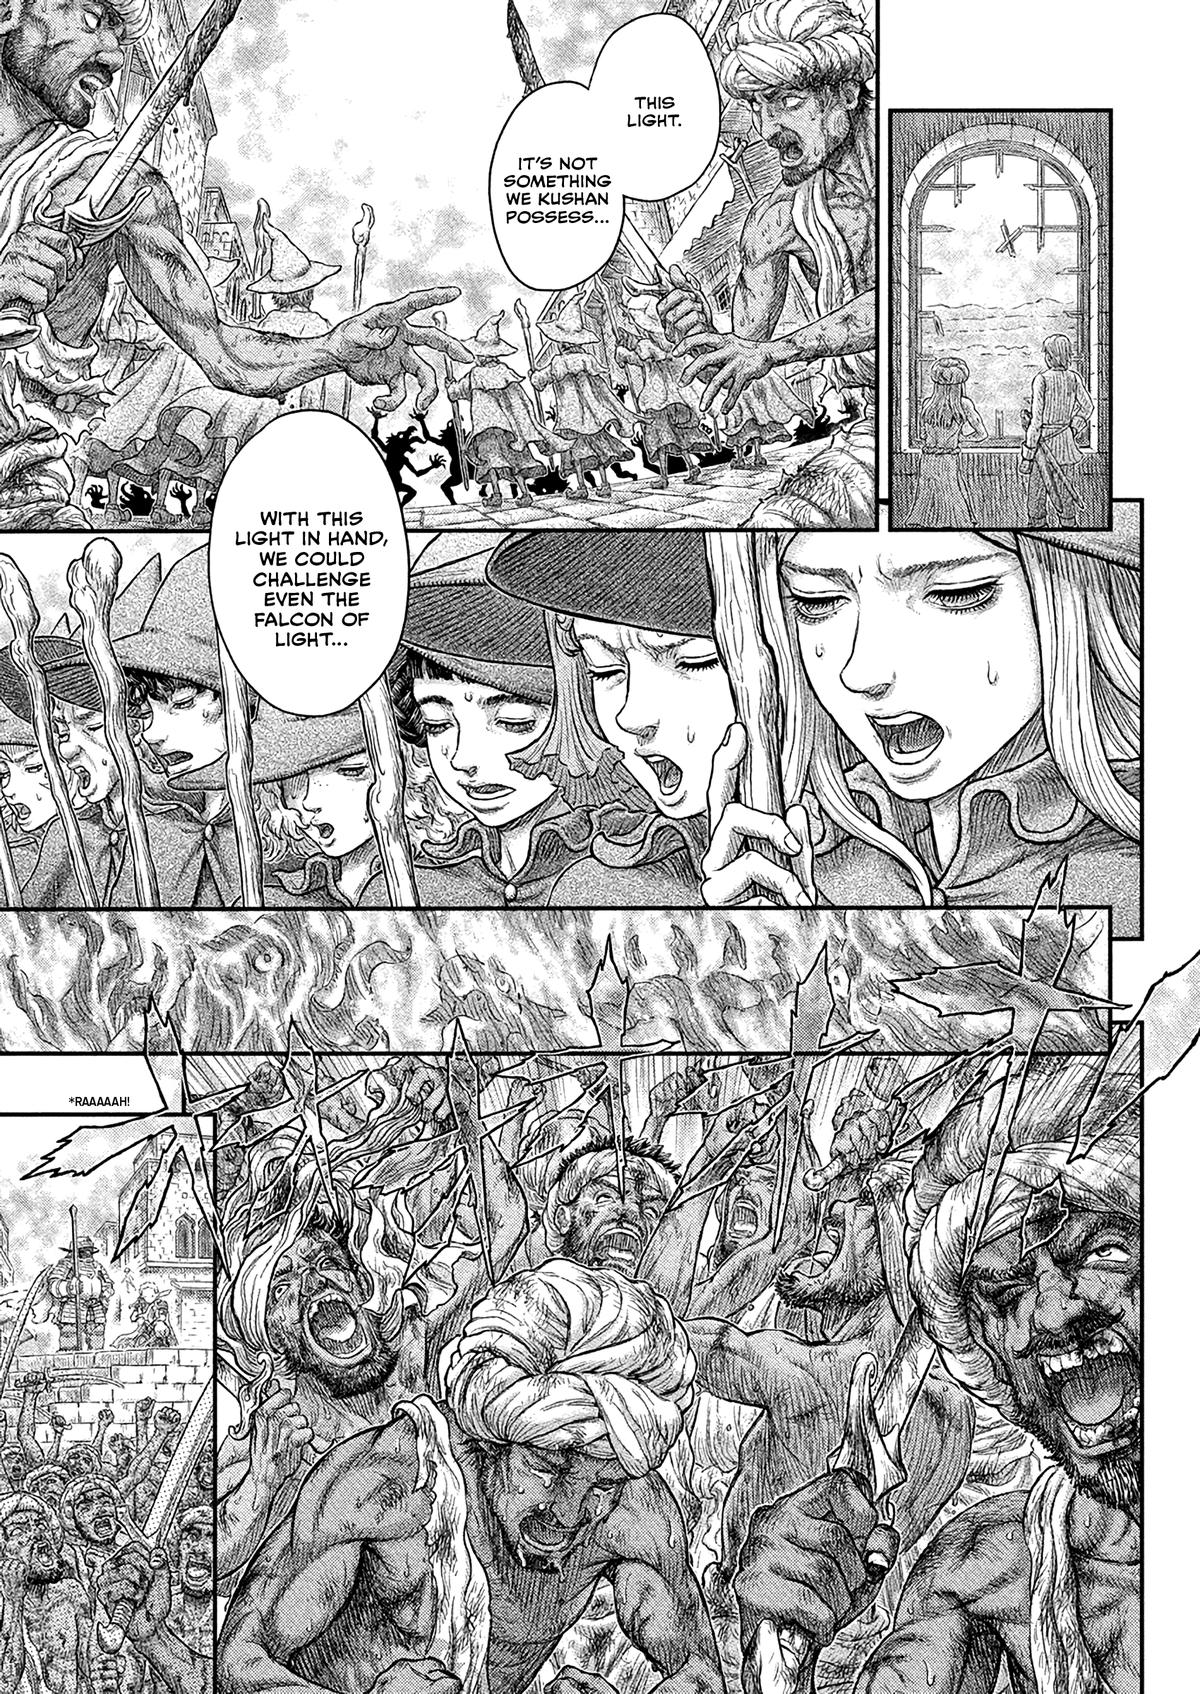 THIS
LIGHT.
IT'S NOT
SOMETHING
WE KUSHAN
POSSESS...
WITH THIS
LIGHT IN HAND,
WE COULD
CHALLENGE
EVEN THE
FALCON OF
LIGHT...
*RAAAAAH!